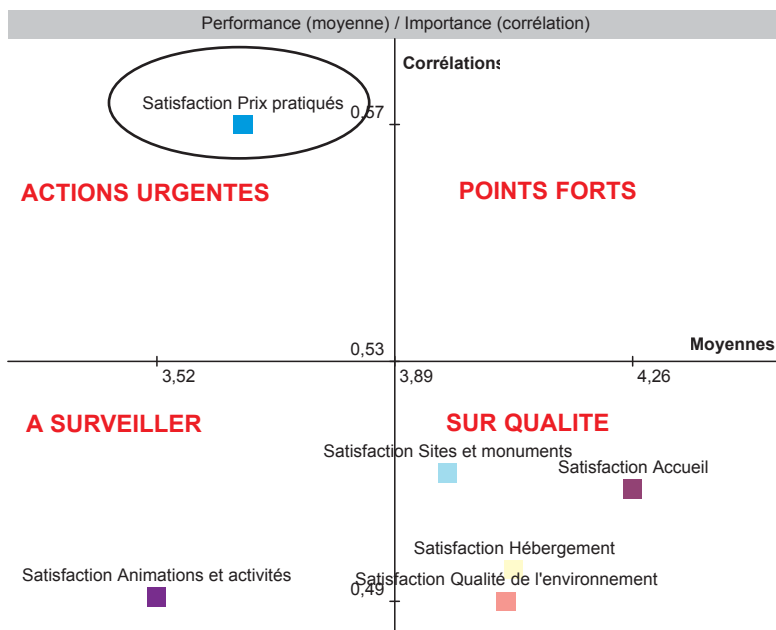 Performance (moyenne) / Importance (corrélation)
Corrélations
Satisfaction Prix pratiqués
0,57
ACTIONS URGENTES
POINTS FORTS
Moyennes
0,53
3,52
3,89
4,26
A SURVEILLER
SUR QUALITE
Satisfaction Sites et monuments
Satisfaction Accueil
Satisfaction Hébergement
Satisfaction Animations et activités
Satisfaction Qualité de l'environnement
0,49